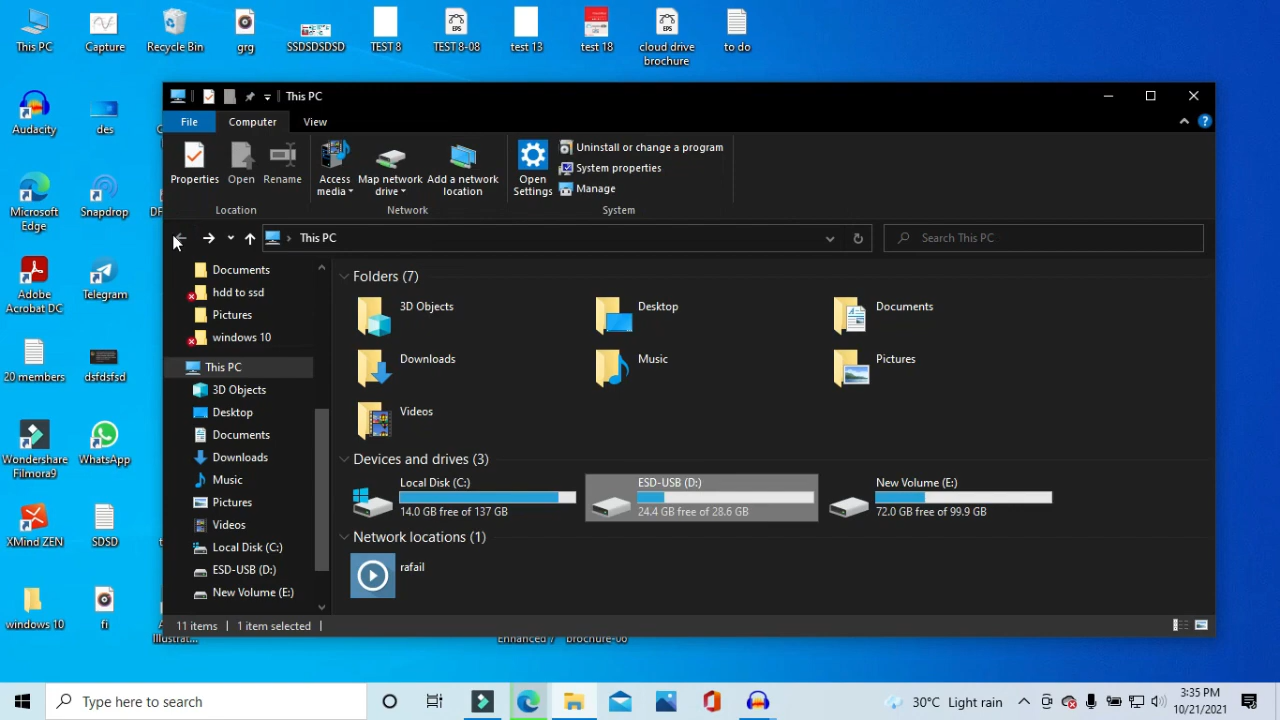 This PC
Capture
Recycle Bin
grg
SSDSDSDSD
TEST 8
EPS
TEST 8-08
test 13
test 18
EPS
cloud drive
brochure
to do
Audacity
des
Microsoft
Edge
Snapdrop
Adobe
Acrobat DC
Telegram
20 members
dsfdsfsd
Wondershare
Filmora9
WhatsApp
XMind ZEN
SDSD
windows 10
fi
Illustrat...
Enhanced 7
brochure-06
This PC
File
Computer
View
Properties
Open
Rename
Access
media
Map network
drive
Add a network
location
Open
Settings
Uninstall or change a program
System properties
Manage
Location
Network
System
This PC
Search This PC
Documents
hdd to ssd
Pictures
windows 10
This PC
3D Objects
Desktop
Documents
Downloads
Music
Pictures
Videos
Local Disk (C:)
ESD-USB (D:)
New Volume (E:)
Folders (7)
3D Objects
Desktop
Documents
Downloads
Music
Pictures
Videos
Devices and drives (3)
Local Disk (C:)
14.0 GB free of 137 GB
ESD-USB (D:)
24.4 GB free of 28.6 GB
New Volume (E:)
72.0 GB free of 99.9 GB
Network locations (1)
rafail
11 items
1 item selected
Type here to search
30°C Light rain
3:35 PM
10/21/2021